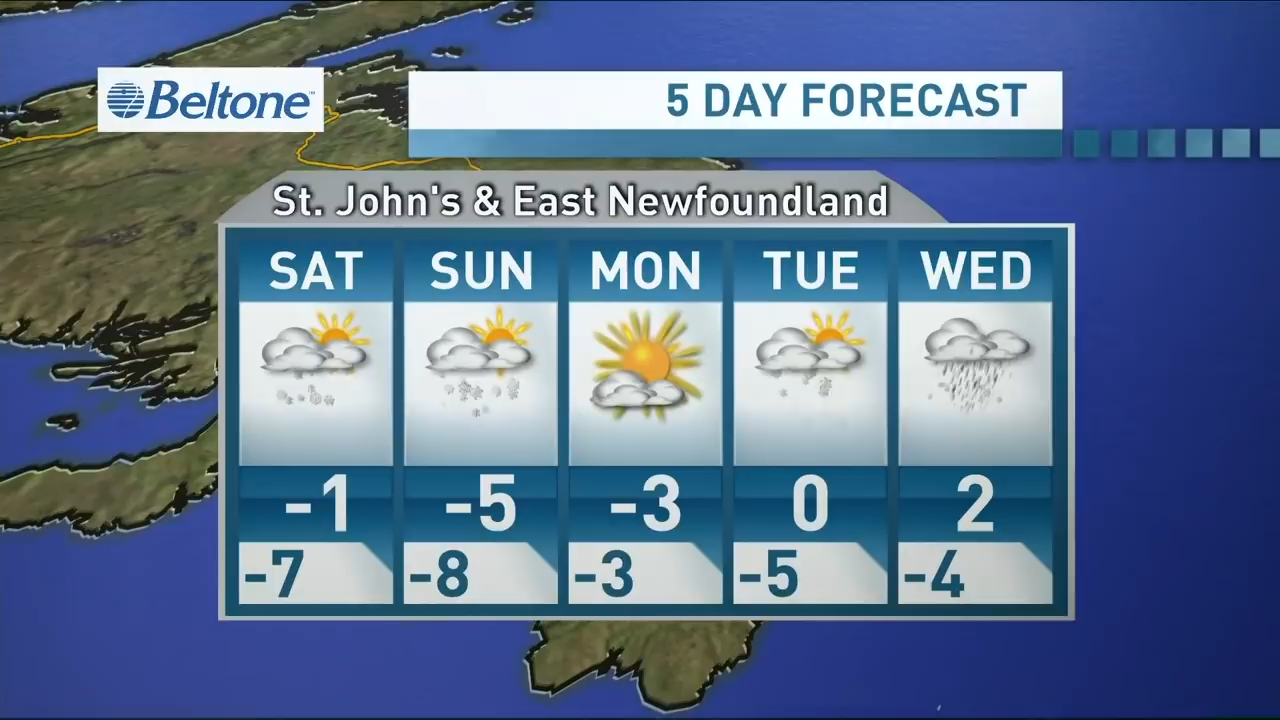 Beltone™
5 DAY FORECAST
St. John's & East Newfoundland
SAT SUN MON TUE WED
-1 -5 -3 0 2
-7 -8 -3 -5 -4